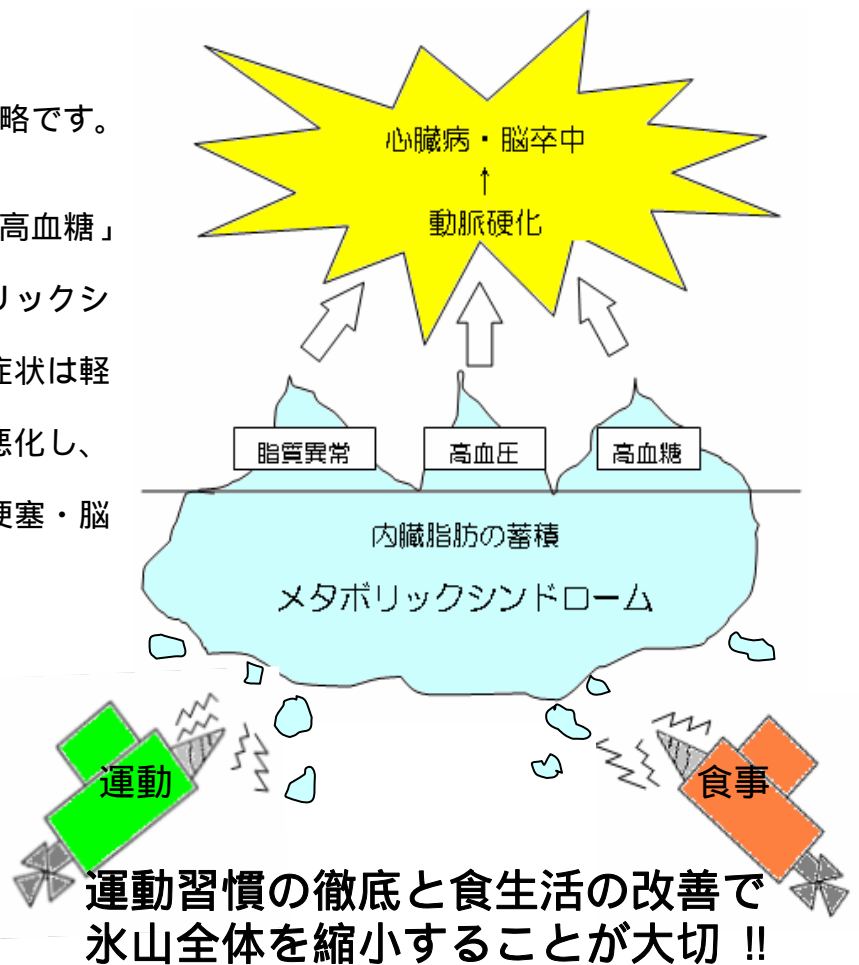 略です。
高血糖」
リックシ
症状は軽
悪化し、
梗塞・脳
心臓病・脳卒中
↑
動脈硬化
脂質異常
高血圧
高血糖
内臓脂肪の蓄積
メタボリックシンドローム
運動
食事
運動習慣の徹底と食生活の改善で
氷山全体を縮小することが大切 !!